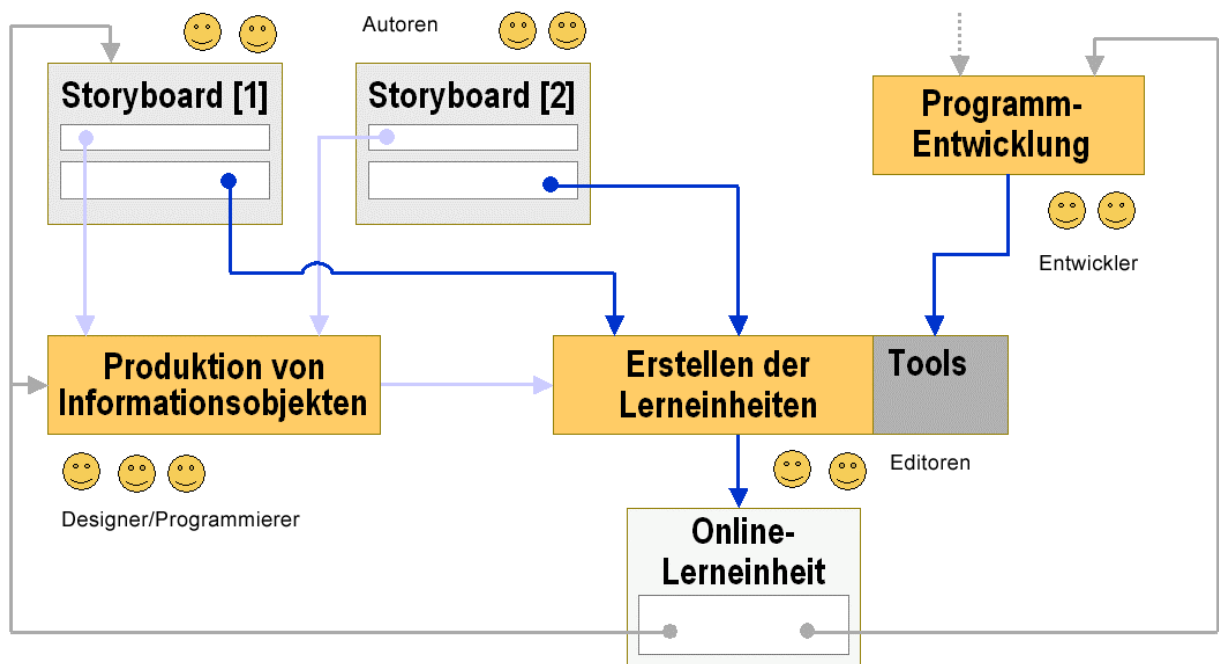 Autoren
Storyboard [1]
Storyboard [2]
Programm-
Entwicklung
Entwickler
Produktion von
Informationsobjekten
Erstellen der
Lerneinheiten
Tools
Designer/Programmierer
Editoren
Online-
Lerneinheit